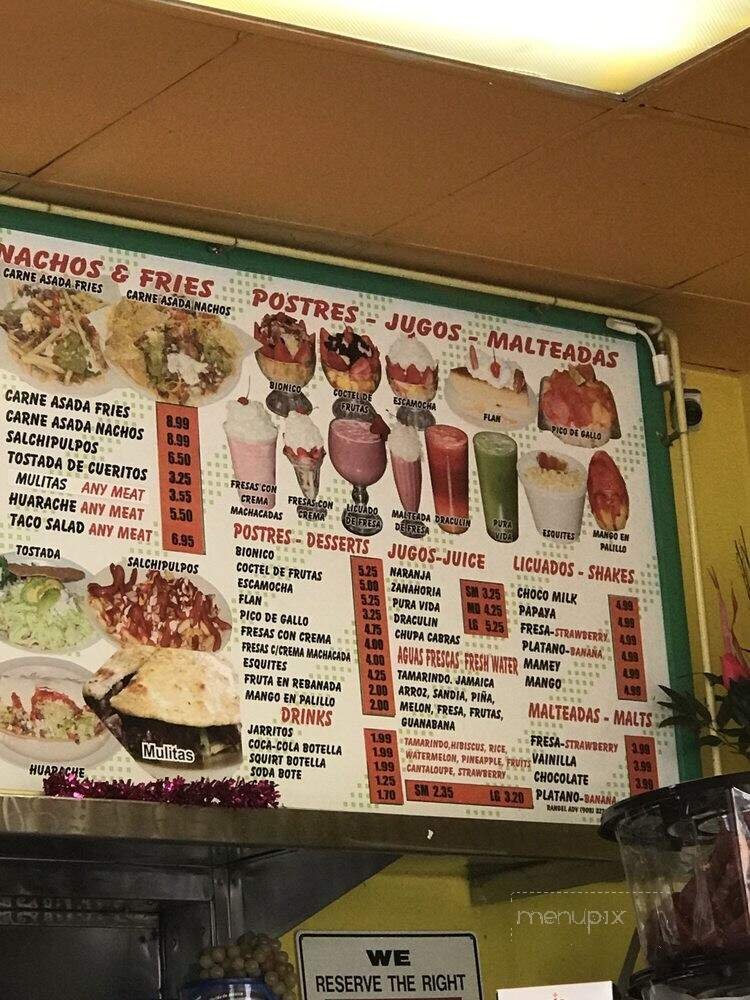 NACHOS & FRIES
CARNE ASADA FRIES
CARNE ASADA NACHOS
CARNE ASADA FRIES 8.99
CARNE ASADA NACHOS 8.99
SALCHIPULPOS 6.50
TOSTADA DE CUERITOS 3.25
MULITAS ANY MEAT 3.55
HUARACHE ANY MEAT 5.50
TACO SALAD ANY MEAT 6.95
TOSTADA
SALCHIPULPOS
Mulitas
HUARACHE
POSTRES - JUGOS - MALTEADAS
BIONICO
COCTEL DE
FRUTAS
ESCAMOCHA
FLAN
PICO DE GALLO
FRESAS CON
CREMA
MACHACADAS
FRESAS CON
CREMA
LICUADO
DE FRESA
MALTEADA
DE FRESA
DRACULIN
PURA
VIDA
ESQUITES
MANGO EN
PALILLO
POSTRES - DESSERTS
BIONICO
COCTEL DE FRUTAS 5.25
ESCAMOCHA 5.00
FLAN 5.25
PICO DE GALLO 3.25
FRESAS CON CREMA 4.75
FRESAS C/CREMA MACHACADA 4.00
ESQUITES 4.00
FRUTA EN REBANADA 4.25
MANGO EN PALILLO 2.00
2.00
DRINKS
JARRITOS 1.99
COCA-COLA BOTELLA 1.99
SQUIRT BOTELLA 1.99
SODA BOTE 1.25
1.70
JUGOS-JUICE
NARANJA
ZANAHORIA
PURA VIDA
DRACULIN
CHUPA CABRAS
SM 3.25
MD 4.25
LG 5.25
AGUAS FRESCAS FRESH WATER
TAMARINDO, JAMAICA
ARROZ, SANDIA, PIÑA,
MELON, FRESA, FRUTAS,
GUANABANA
TAMARINDO,HIBISCUS, RICE,
WATERMELON, PINEAPPLE, FRUITS
CANTALOUPE, STRAWBERRY
SM 2.35 LG 3.20
LICUADOS - SHAKES
CHOCO MILK 4.99
PAPAYA 4.99
FRESA-STRAWBERRY 4.99
PLATANO-BANANA 4.99
MAMEY 4.99
MANGO 4.99
MALTEADAS - MALTS
FRESA-STRAWBERRY 3.99
VAINILLA 3.99
CHOCOLATE 3.99
PLATANO-BANANA
RANGEL ADV
WE
RESERVE THE RIGHT
menupix